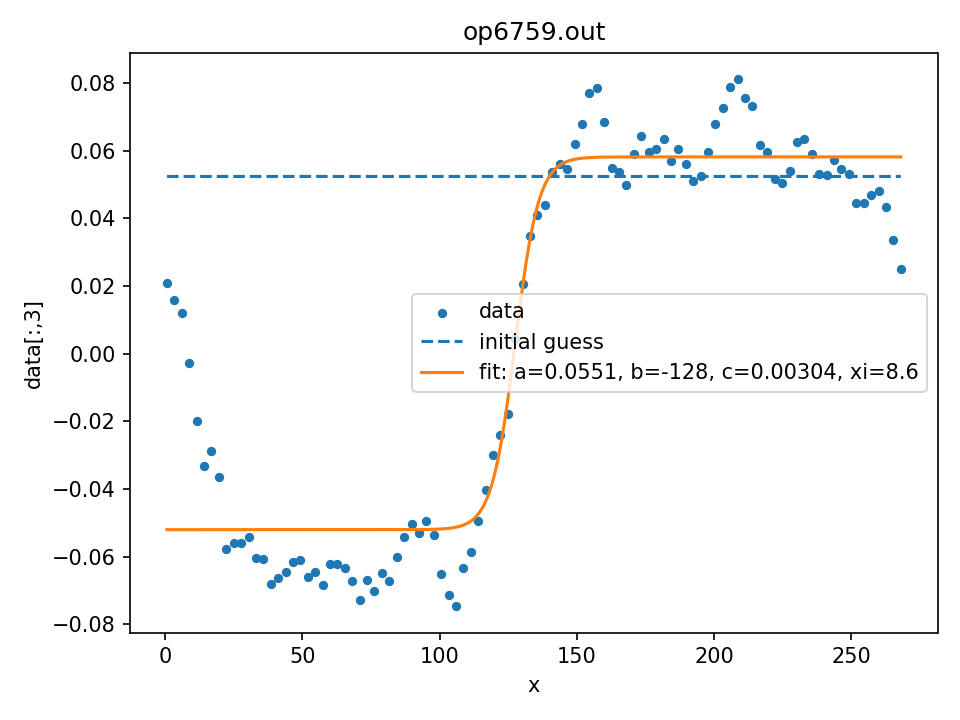 op6759.out
0.08
0.06
0.04
0.02
0.00
−0.02
−0.04
−0.06
−0.08
data[:,3]
data
initial guess
fit: a=0.0551, b=-128, c=0.00304, xi=8.6
0 50 100 150 200 250
x